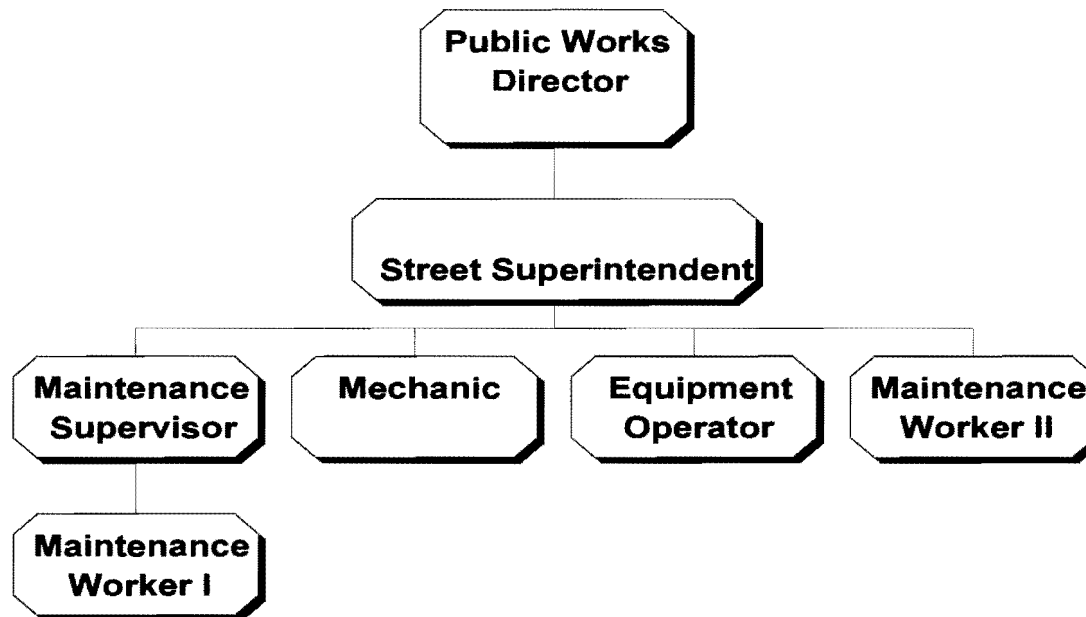 Public Works
Director
Street Superintendent
Maintenance
Supervisor
Mechanic
Equipment
Operator
Maintenance
Worker II
Maintenance
Worker I